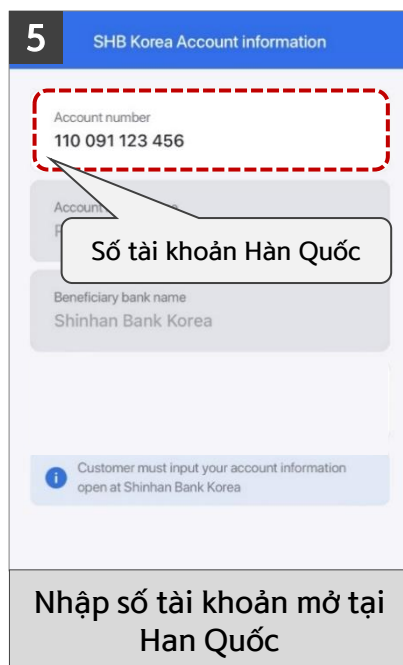 5
SHB Korea Account information
Account number
110 091 123 456
Account
Số tài khoản Hàn Quốc
Beneficiary bank name
Shinhan Bank Korea
Customer must input your account information
open at Shinhan Bank Korea
Nhập số tài khoản mở tại
Han Quốc